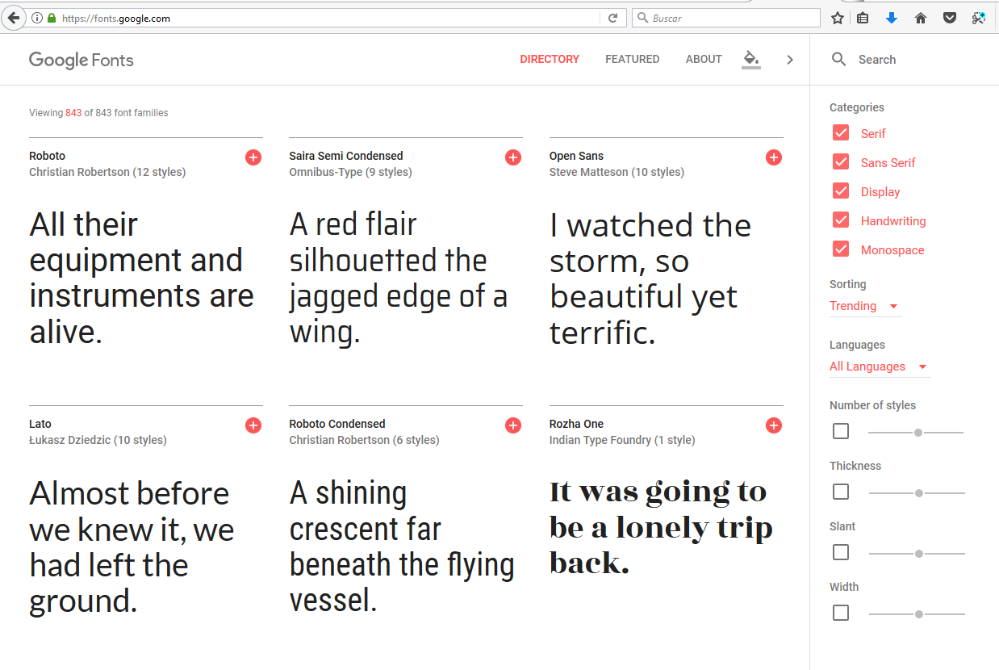 https://fonts.google.com
Buscar
Google Fonts
DIRECTORY
FEATURED
ABOUT
Search
Viewing 843 of 843 font families
Roboto
Christian Robertson (12 styles)
All their
equipment and
instruments are
alive.
Saira Semi Condensed
Omnibus-Type (9 styles)
A red flair
silhouetted the
jagged edge of a
wing.
Open Sans
Steve Matteson (10 styles)
I watched the
storm, so
beautiful yet
terrific.
Lato
Łukasz Dziedzic (10 styles)
Almost before
we knew it, we
had left the
ground.
Roboto Condensed
Christian Robertson (6 styles)
A shining
crescent far
beneath the flying
vessel.
Rozha One
Indian Type Foundry (1 style)
It was going to
be a lonely trip
back.
Categories
Serif
Sans Serif
Display
Handwriting
Monospace
Sorting
Trending
Languages
All Languages
Number of styles
Thickness
Slant
Width